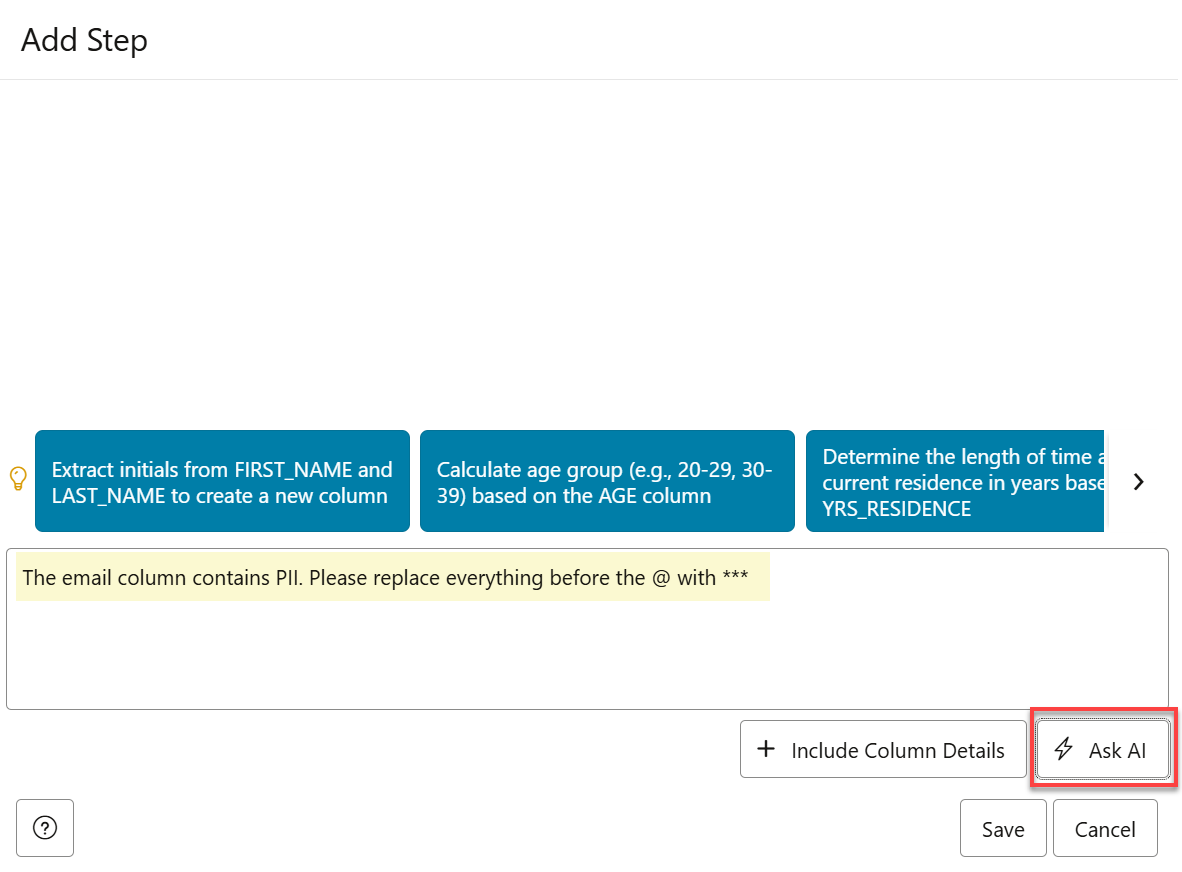 Add Step
Extract initials from FIRST_NAME and
LAST_NAME to create a new column
Calculate age group (e.g., 20-29, 30-
39) based on the AGE column
Determine the length of time a
current residence in years base
YRS_RESIDENCE
The email column contains PII. Please replace everything before the @ with ***
+ Include Column Details
Ask AI
?
Save
Cancel